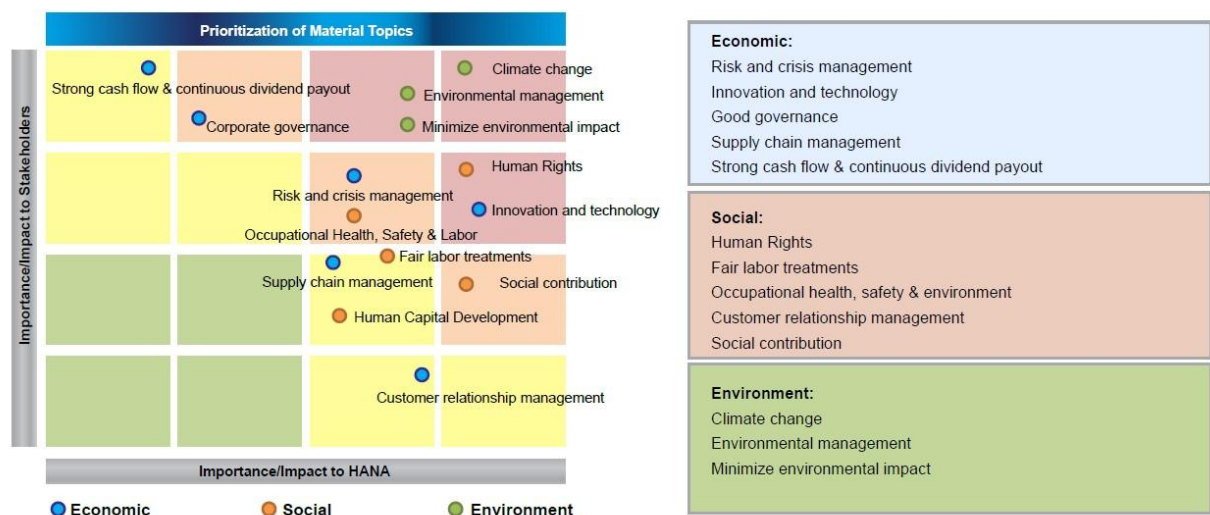 Prioritization of Material Topics
Importance/Impact to Stakeholders
Climate change
Strong cash flow & continuous dividend payout
Environmental management
Corporate governance
Minimize environmental impact
Human Rights
Risk and crisis management
Innovation and technology
Occupational Health, Safety & Labor
Fair labor treatments
Supply chain management
Social contribution
Human Capital Development
Customer relationship management
Importance/Impact to HANA
Economic
Social
Environment
Economic:
Risk and crisis management
Innovation and technology
Good governance
Supply chain management
Strong cash flow & continuous dividend payout
Social:
Human Rights
Fair labor treatments
Occupational health, safety & environment
Customer relationship management
Social contribution
Environment:
Climate change
Environmental management
Minimize environmental impact